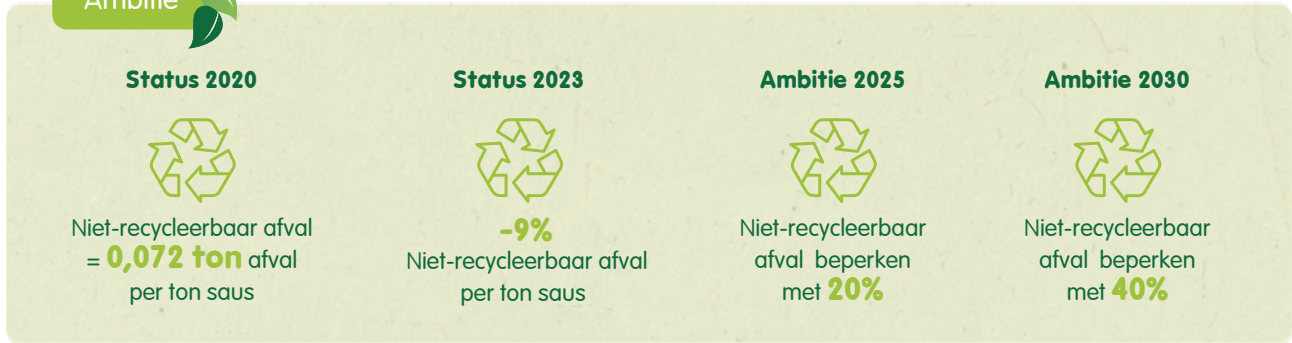 Ambitie
Status 2020
Niet-recycleerbaar afval
= 0,072 ton afval
per ton saus
Status 2023
-9%
Niet-recycleerbaar afval
per ton saus
Ambitie 2025
Niet-recycleerbaar
afval beperken
met 20%
Ambitie 2030
Niet-recycleerbaar
afval beperken
met 40%